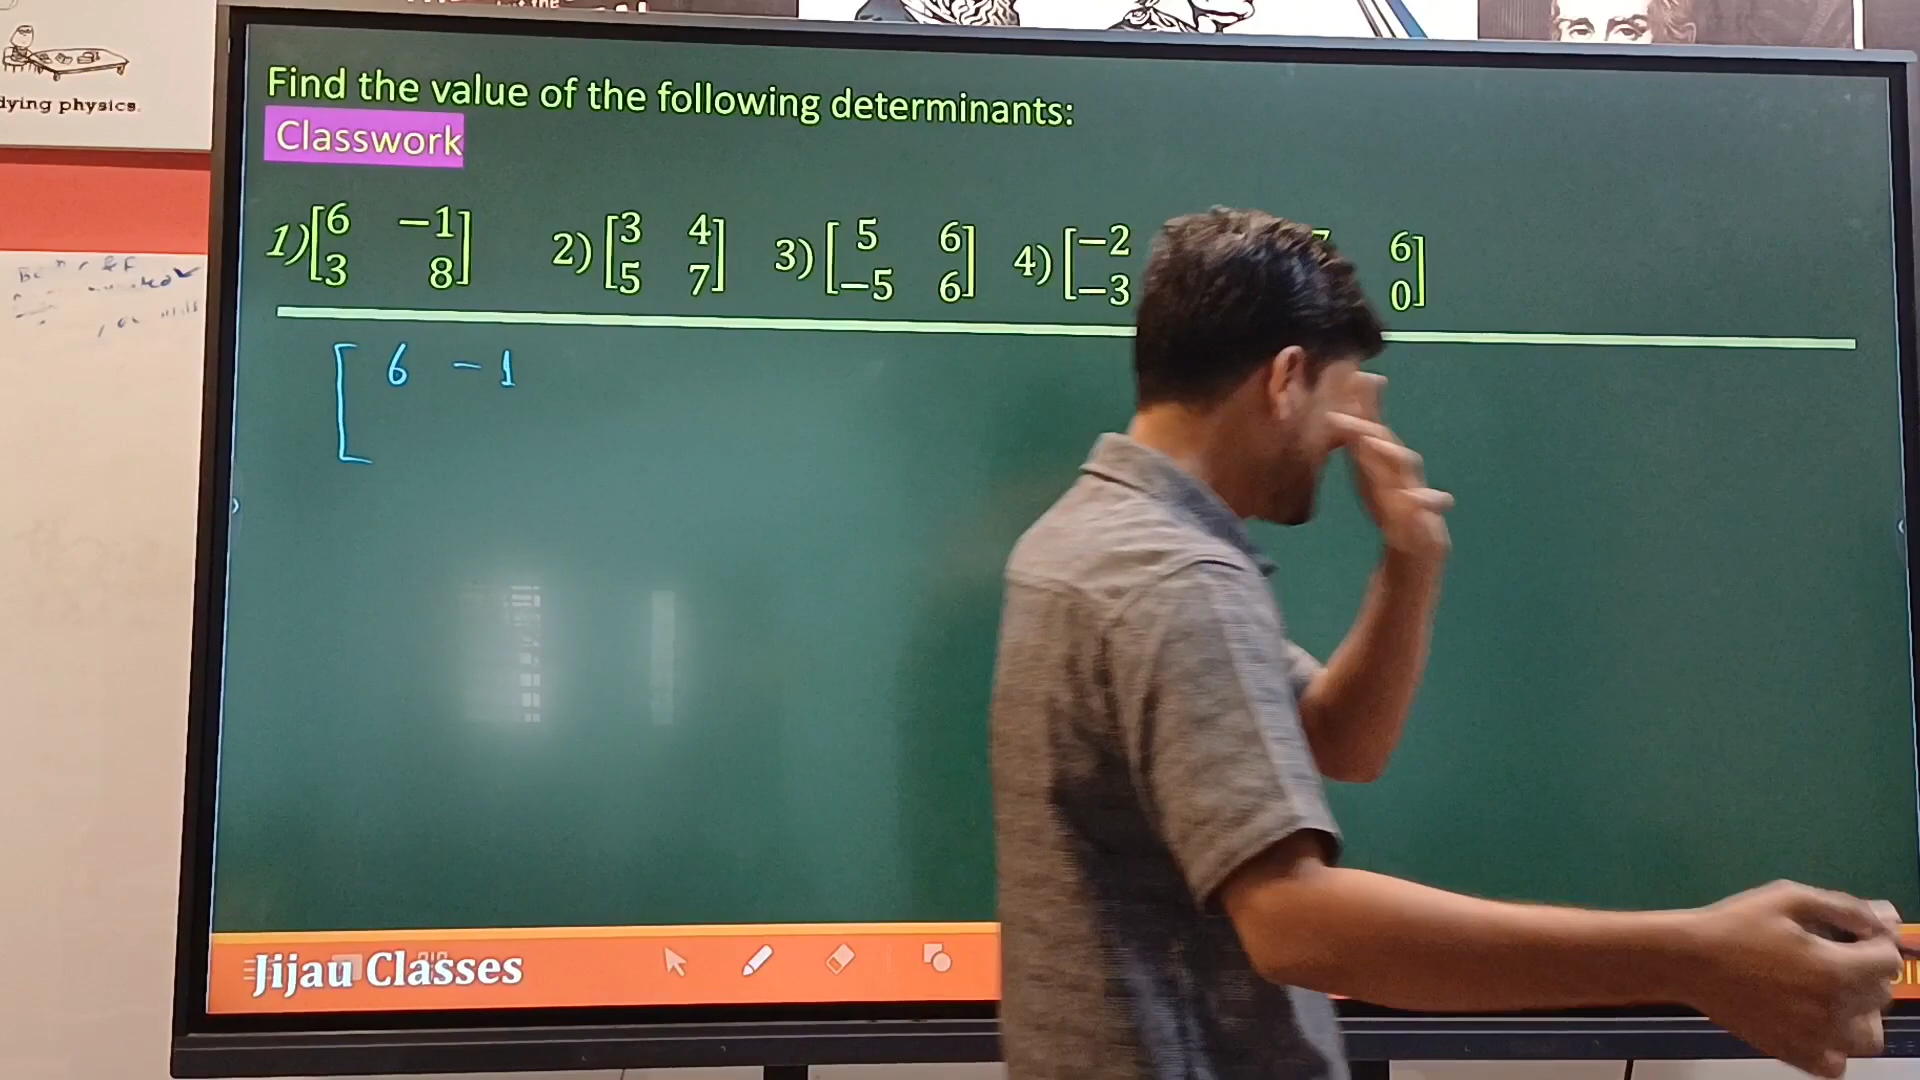 dying physics.
Find the value of the following determinants:
Classwork
1) [6 −1] 2) [3 4] 3) [5 6] 4) [−2 6]
[3 8] [5 7] [−5 6] [−3 0]
[ 6 - 1
Jijau Classes